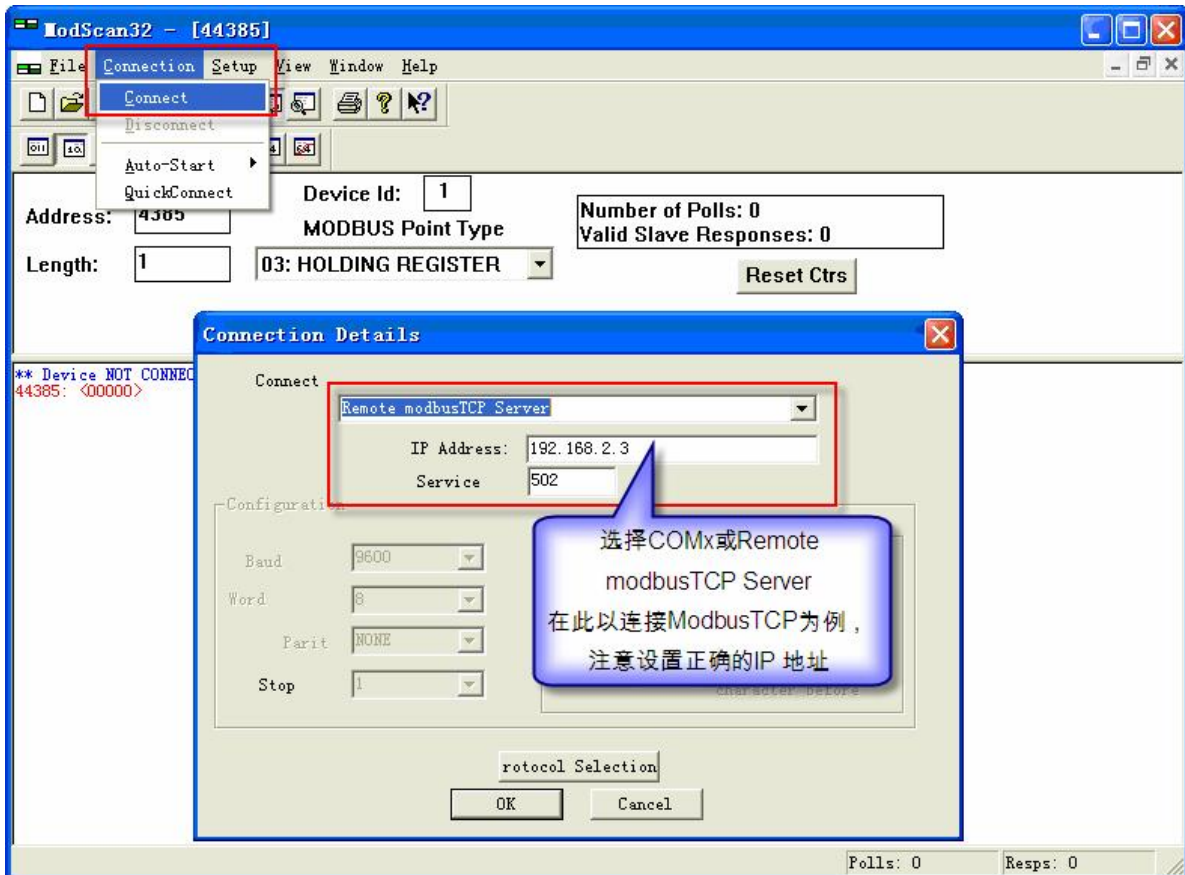 ModScan32 - [44385]
File Connection Setup View Window Help
Connect
Disconnect
Auto-Start
QuickConnect
Address: 4385
Device Id: 1
MODBUS Point Type
Length: 1
03: HOLDING REGISTER
Number of Polls: 0
Valid Slave Responses: 0
Reset Ctrs
** Device NOT CONNEC
44385: <00000>
Connection Details
Connect
Remote modbusTCP Server
IP Address: 192.168.2.3
Service 502
Configuration
Baud 9600
Word 8
Parit NONE
Stop 1
选择COMx或Remote
modbusTCP Server
在此以连接ModbusTCP为例，
注意设置正确的IP 地址
character before
rotocol Selection
OK Cancel
Polls: 0 Resps: 0